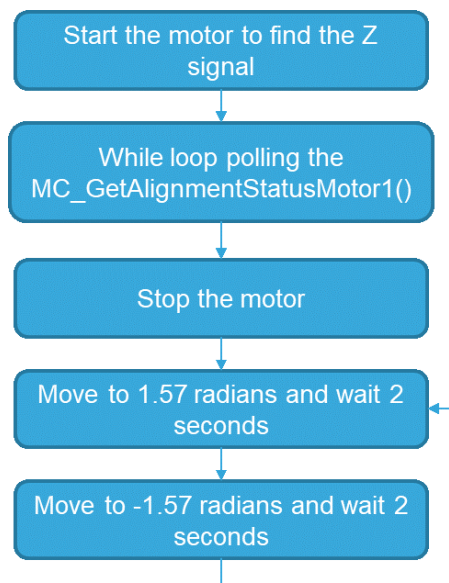 Start the motor to find the Z
signal
While loop polling the
MC_GetAlignmentStatusMotor1()
Stop the motor
Move to 1.57 radians and wait 2
seconds
Move to -1.57 radians and wait 2
seconds